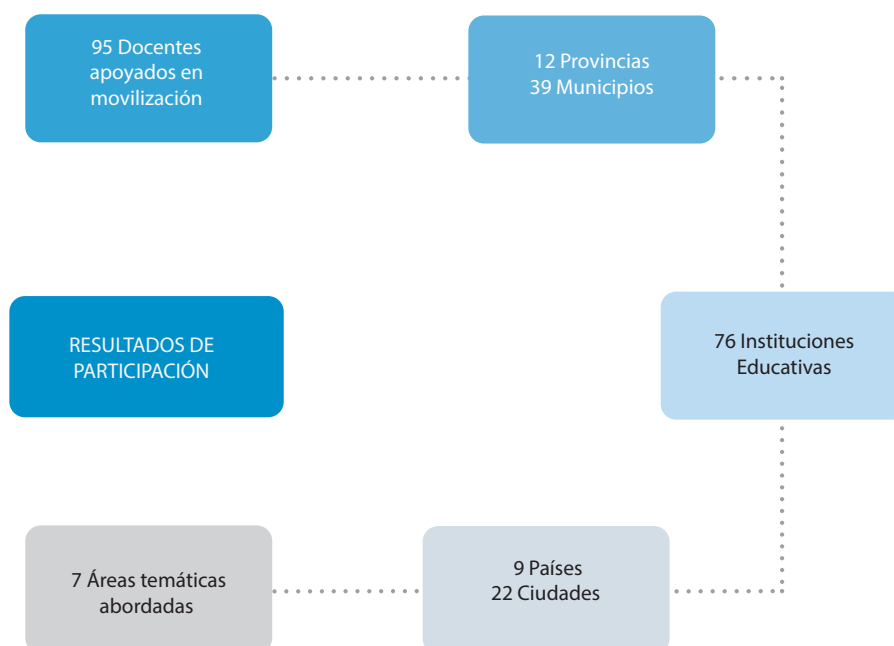 95 Docentes
apoyados en
movilización
12 Provincias
39 Municipios
RESULTADOS DE
PARTICIPACIÓN
76 Instituciones
Educativas
7 Áreas temáticas
abordadas
9 Países
22 Ciudades